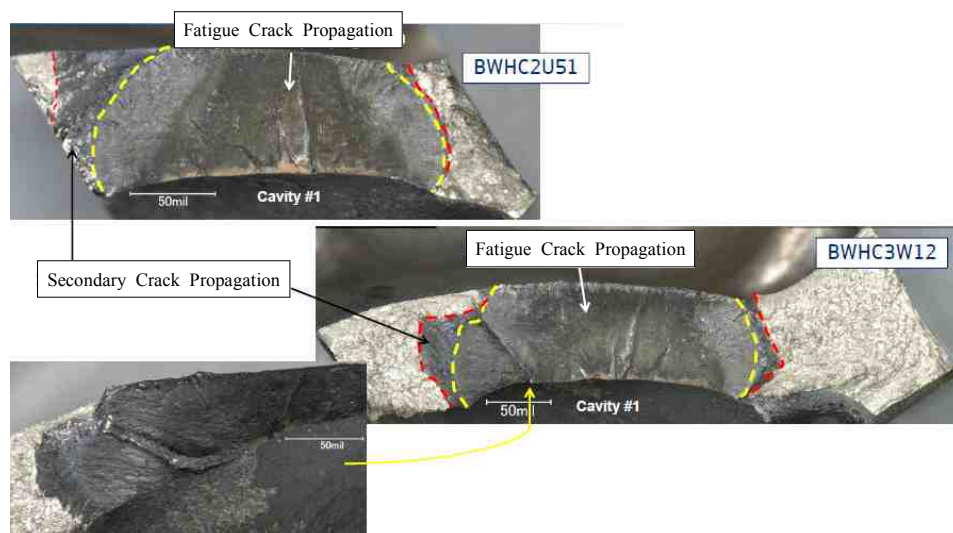 Fatigue Crack Propagation
BWHC2U51
50mil
Cavity #1
Secondary Crack Propagation
Fatigue Crack Propagation
BWHC3W12
50mil
Cavity #1
50mil